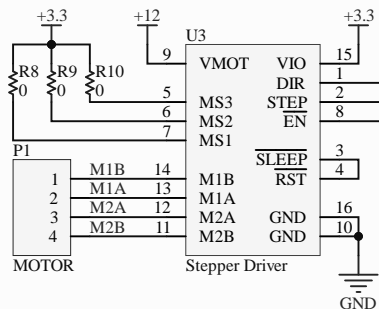 +3.3 +12 U3 +3.3
R8 0 R9 0 R10 0
9 VMOT VIO 15
DIR 1
5 MS3 STEP 2
6 MS2 EN 8
7 MS1
P1 SLEEP 3
RST 4
1 M1B 14 M1B
2 M1A 13 M1A
3 M2A 12 M2A GND 16
4 M2B 11 M2B GND 10
MOTOR Stepper Driver
GND